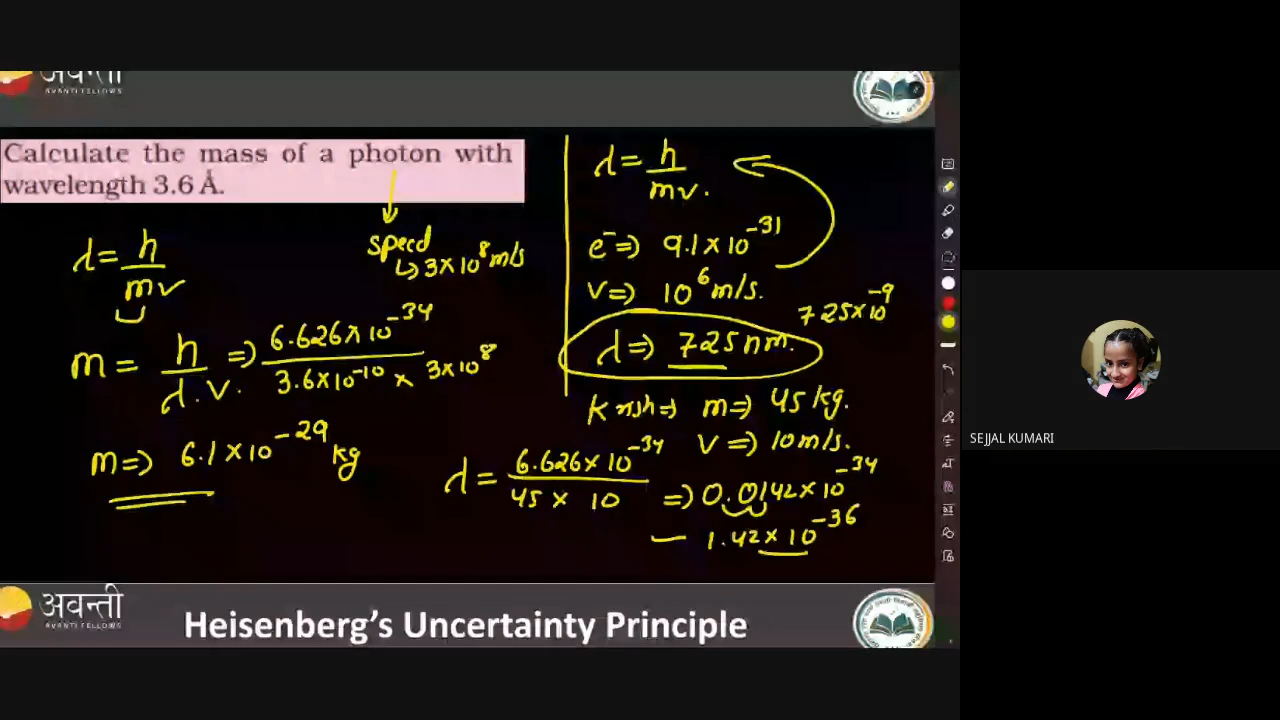 अवन्ती
AVANTI FELLOWS
Calculate the mass of a photon with
wavelength 3.6 Å.
speed
↳ 3×10⁸ m/s
λ = h/mv
m = h/λ.v. ⇒ 6.626×10⁻³⁴ / 3.6×10⁻¹⁰ × 3×10⁸
m ⇒ 6.1×10⁻²⁹ kg
λ = h/mv.
e⁻ ⇒ 9.1×10⁻³¹
v ⇒ 10⁶ m/s.
725×10⁻⁹
λ ⇒ 725 nm.
Krish ⇒ m ⇒ 45 kg.
v ⇒ 10 m/s.
λ = 6.626×10⁻³⁴ / 45 × 10 ⇒ 0.0142×10⁻³⁴
1.42×10⁻³⁶
अवन्ती
AVANTI FELLOWS
Heisenberg's Uncertainty Principle
SEJJAL KUMARI